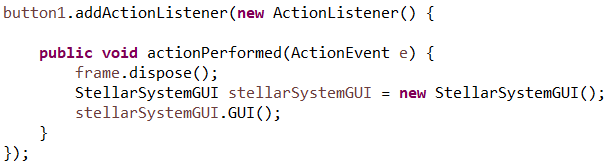 button1.addActionListener(new ActionListener() {
public void actionPerformed(ActionEvent e) {
frame.dispose();
StellarSystemGUI stellarSystemGUI = new StellarSystemGUI();
stellarSystemGUI.GUI();
}
});